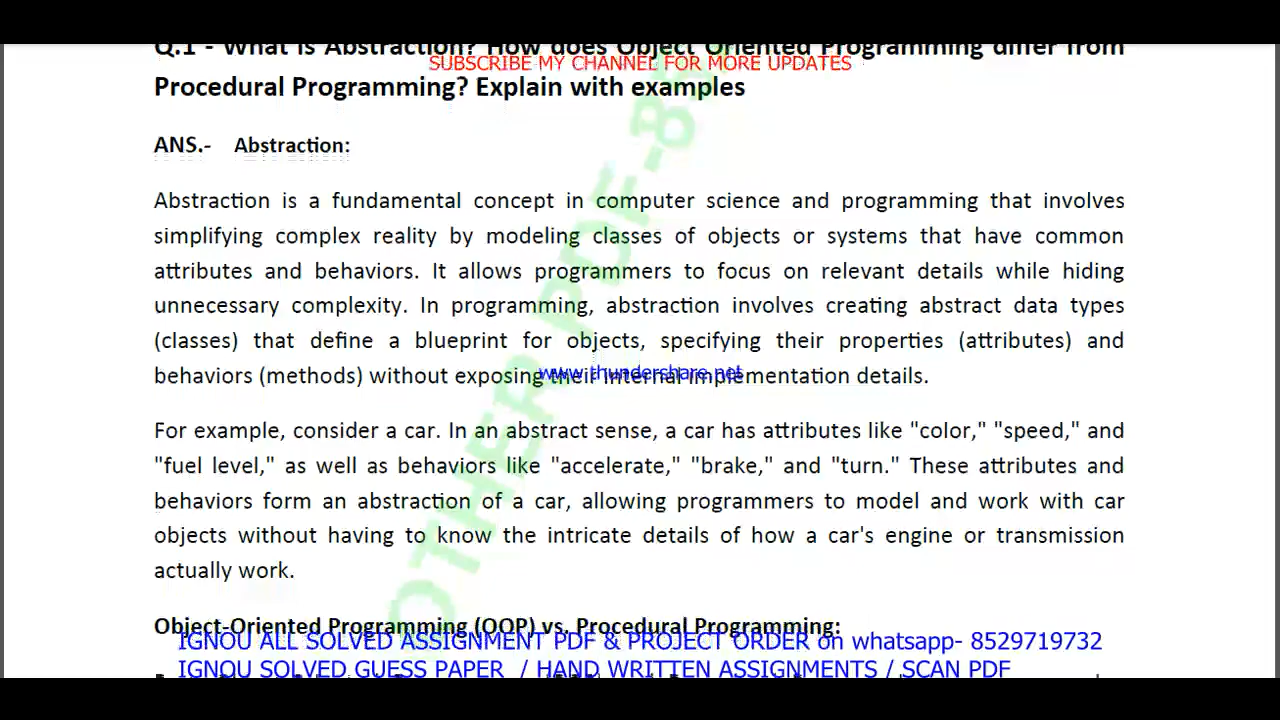 Q.1 - What is Abstraction? How does Object Oriented Programming differ from
SUBSCRIBE MY CHANNEL FOR MORE UPDATES
Procedural Programming? Explain with examples
ANS.- Abstraction:
Abstraction is a fundamental concept in computer science and programming that involves
simplifying complex reality by modeling classes of objects or systems that have common
attributes and behaviors. It allows programmers to focus on relevant details while hiding
unnecessary complexity. In programming, abstraction involves creating abstract data types
(classes) that define a blueprint for objects, specifying their properties (attributes) and
behaviors (methods) without exposing their internal implementation details.
www.thundershare.net
For example, consider a car. In an abstract sense, a car has attributes like "color," "speed," and
"fuel level," as well as behaviors like "accelerate," "brake," and "turn." These attributes and
behaviors form an abstraction of a car, allowing programmers to model and work with car
objects without having to know the intricate details of how a car's engine or transmission
actually work.
Object-Oriented Programming (OOP) vs. Procedural Programming:
IGNOU ALL SOLVED ASSIGNMENT PDF & PROJECT ORDER on whatsapp- 8529719732
IGNOU SOLVED GUESS PAPER / HAND WRITTEN ASSIGNMENTS / SCAN PDF
OTHER PDF-85